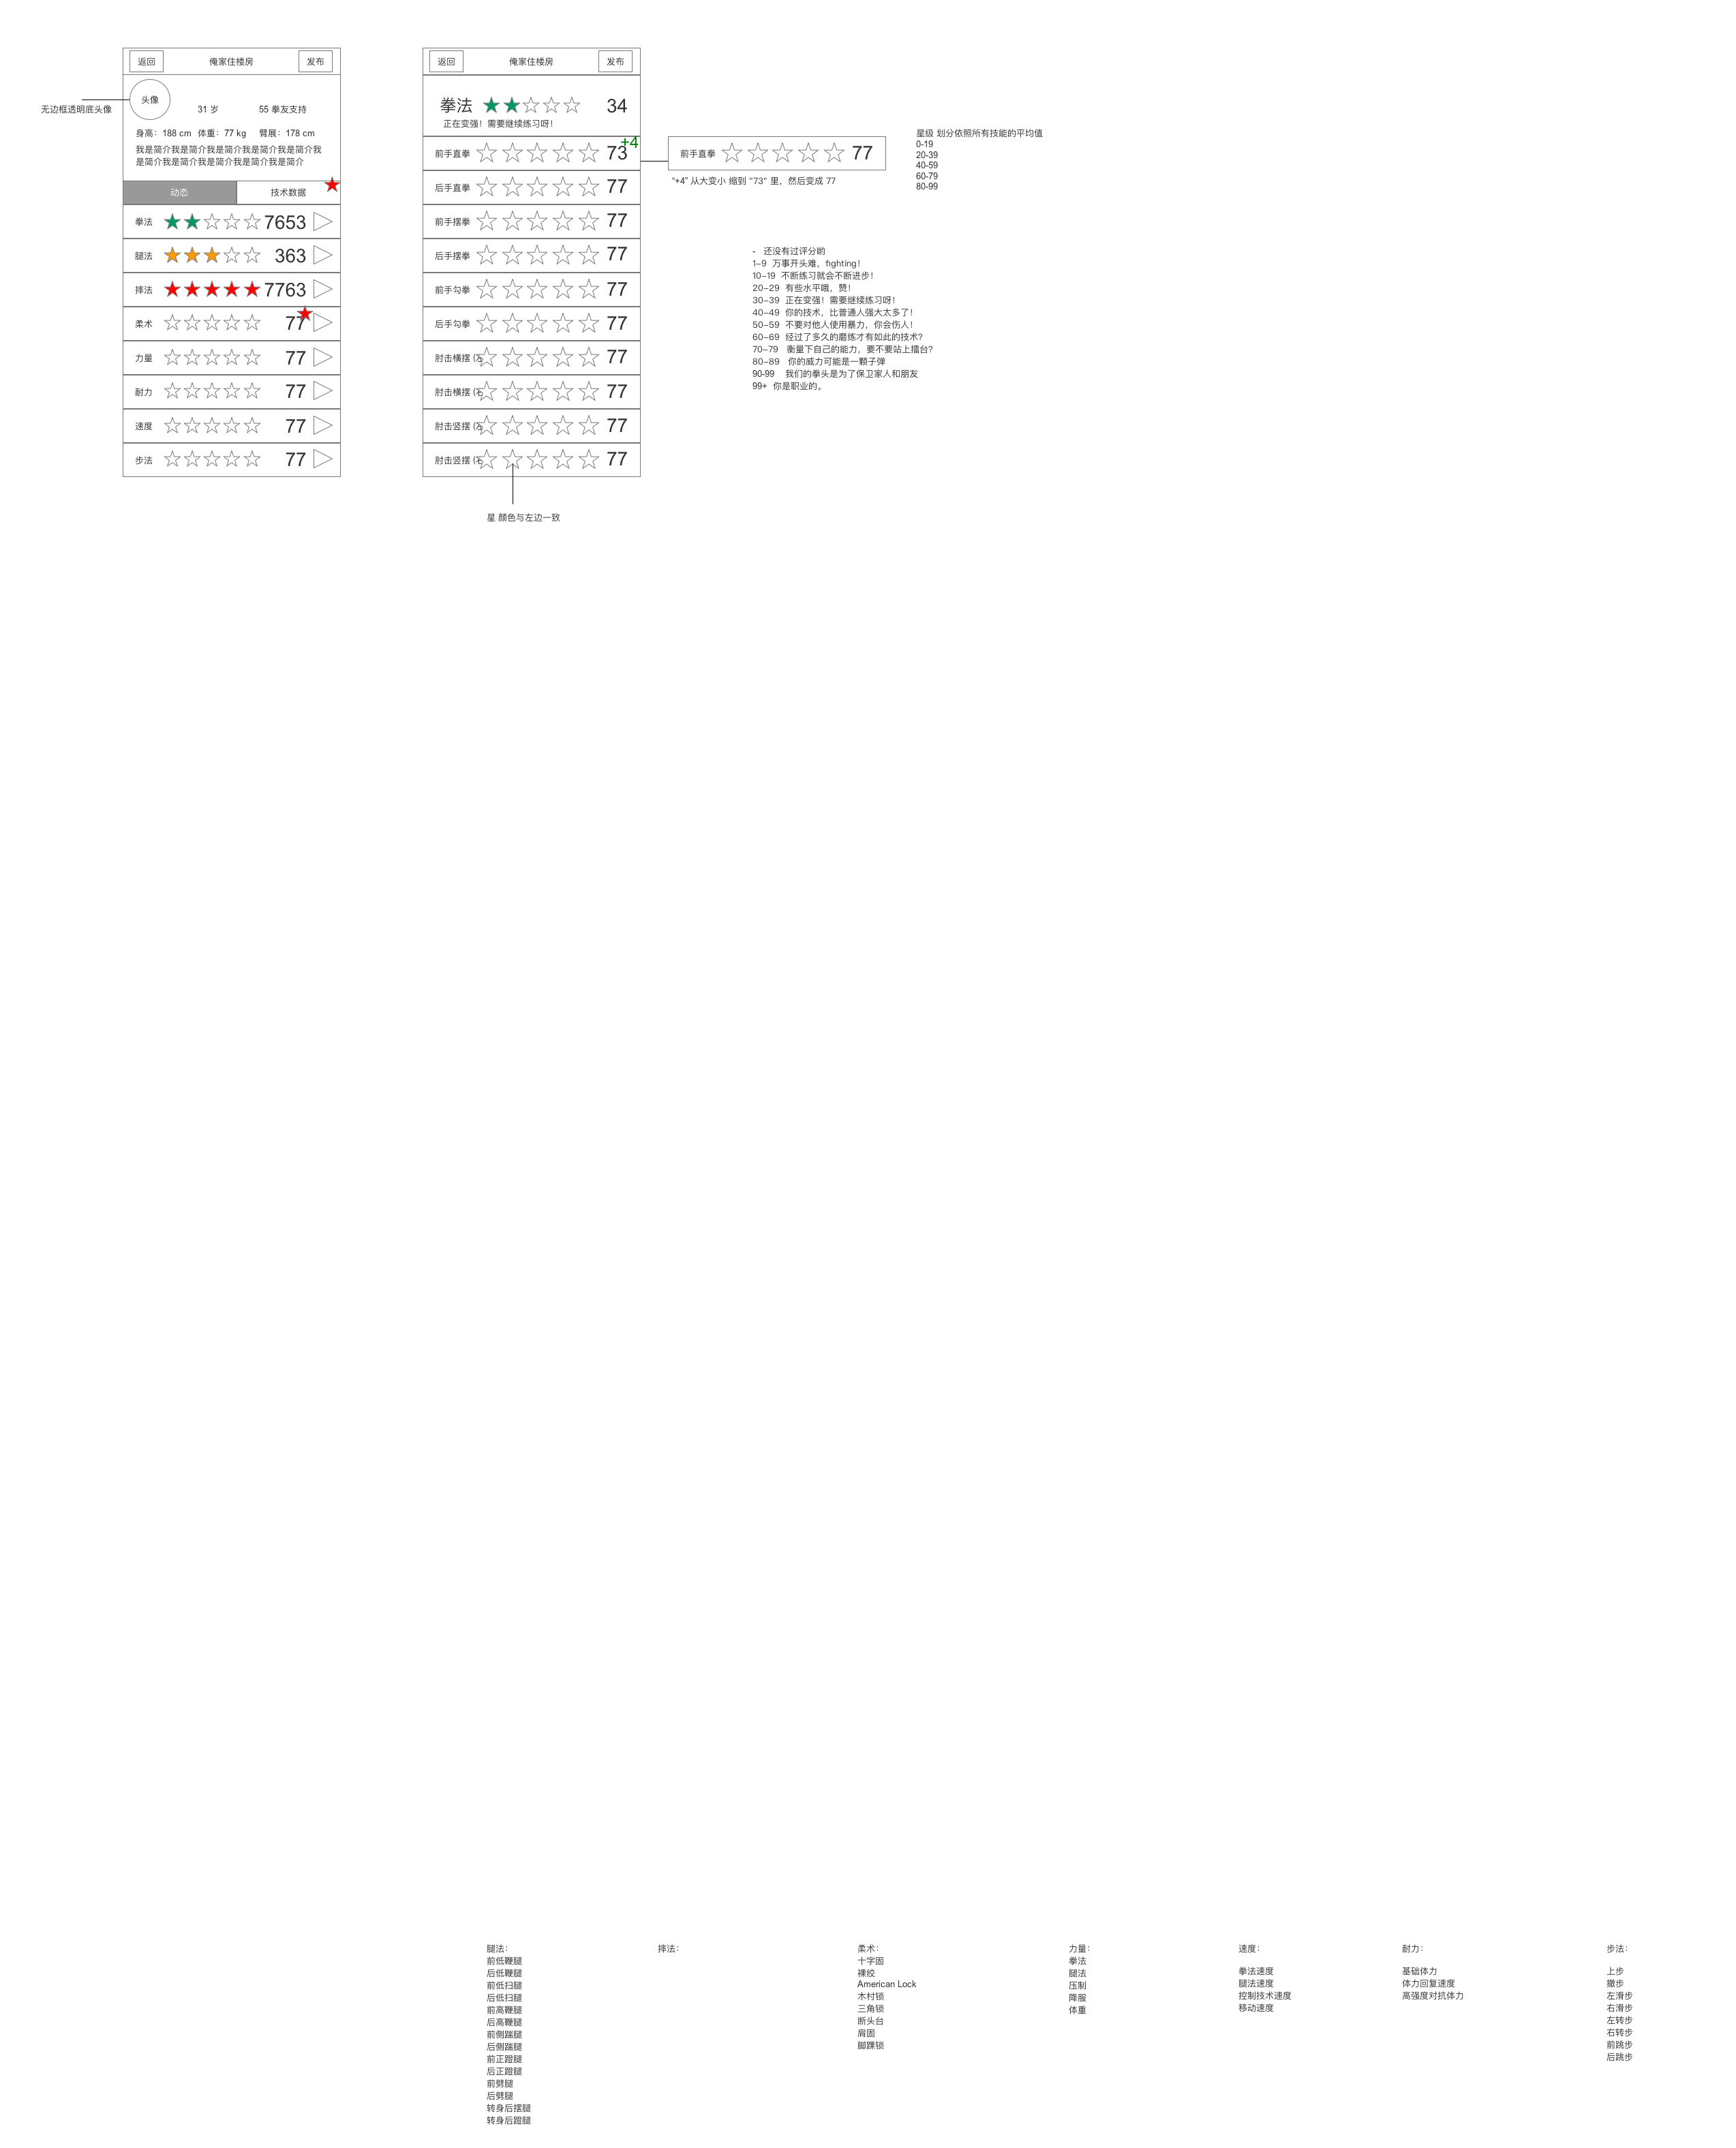 返回 俺家住楼房 发布
无边框透明底头像
头像
31 岁 55 拳友支持
身高：188 cm 体重：77 kg 臂展：178 cm
我是简介我是简介我是简介我是简介我是简介我
是简介我是简介我是简介我是简介我是简介
动态 技术数据
拳法 7653
腿法 363
摔法 7763
柔术 77
力量 77
耐力 77
速度 77
步法 77
返回 俺家住楼房 发布
拳法 34
正在变强！需要继续练习呀！
+4
前手直拳 73
后手直拳 77
前手摆拳 77
后手摆拳 77
前手勾拳 77
后手勾拳 77
肘击横摆 ( 77
肘击横摆 ( 77
肘击竖摆 ( 77
肘击竖摆 ( 77
星 颜色与左边一致
前手直拳 77
“+4” 从大变小 缩到 “73” 里，然后变成 77
星级 划分依照所有技能的平均值
0-19
20-39
40-59
60-79
80-99
- 还没有过评分哟
1-9 万事开头难，fighting！
10-19 不断练习就会不断进步！
20-29 有些水平哦，赞！
30-39 正在变强！需要继续练习呀！
40-49 你的技术，比普通人强大太多了！
50-59 不要对他人使用暴力，你会伤人！
60-69 经过了多久的磨练才有如此的技术？
70-79 衡量下自己的能力，要不要站上擂台？
80-89 你的威力可能是一颗子弹
90-99 我们的拳头是为了保卫家人和朋友
99+ 你是职业的。
腿法：
前低鞭腿
后低鞭腿
前低扫腿
后低扫腿
前高鞭腿
后高鞭腿
前侧踹腿
后侧踹腿
前正蹬腿
后正蹬腿
前劈腿
后劈腿
转身后摆腿
转身后蹬腿
摔法：
柔术：
十字固
裸绞
American Lock
木村锁
三角锁
断头台
肩固
脚踝锁
力量：
拳法
腿法
压制
降服
体重
速度：
拳法速度
腿法速度
控制技术速度
移动速度
耐力：
基础体力
体力回复速度
高强度对抗体力
步法：
上步
撤步
左滑步
右滑步
左转步
右转步
前跳步
后跳步